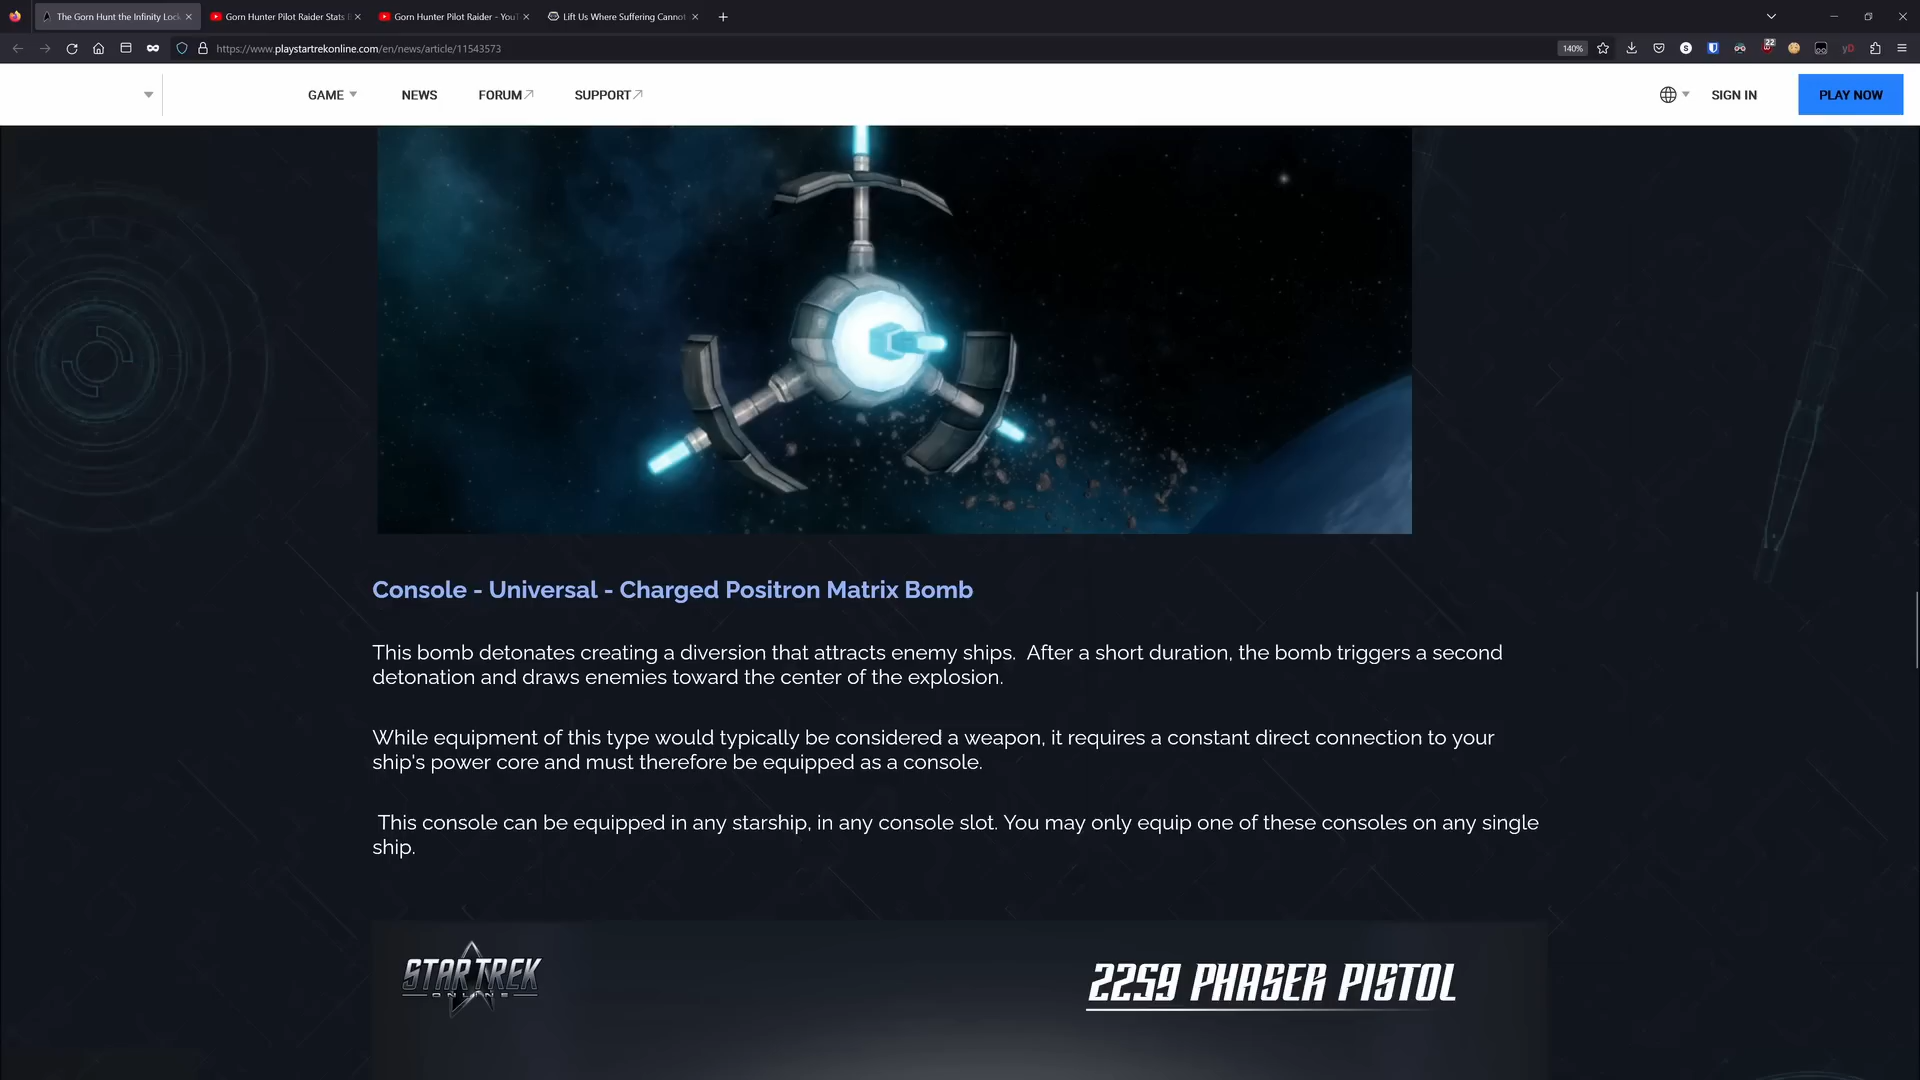 The Gorn Hunt the Infinity Lock
Gorn Hunter Pilot Raider Stats
Gorn Hunter Pilot Raider - YouT
Lift Us Where Suffering Cannot
https://www.playstartrekonline.com/en/news/article/11543573
140%
22
GAME
NEWS
FORUM
SUPPORT
SIGN IN
PLAY NOW
Console - Universal - Charged Positron Matrix Bomb
This bomb detonates creating a diversion that attracts enemy ships.  After a short duration, the bomb triggers a second
detonation and draws enemies toward the center of the explosion.
While equipment of this type would typically be considered a weapon, it requires a constant direct connection to your
ship's power core and must therefore be equipped as a console.
This console can be equipped in any starship, in any console slot. You may only equip one of these consoles on any single
ship.
STAR TREK
ONLINE
2259 PHASER PISTOL